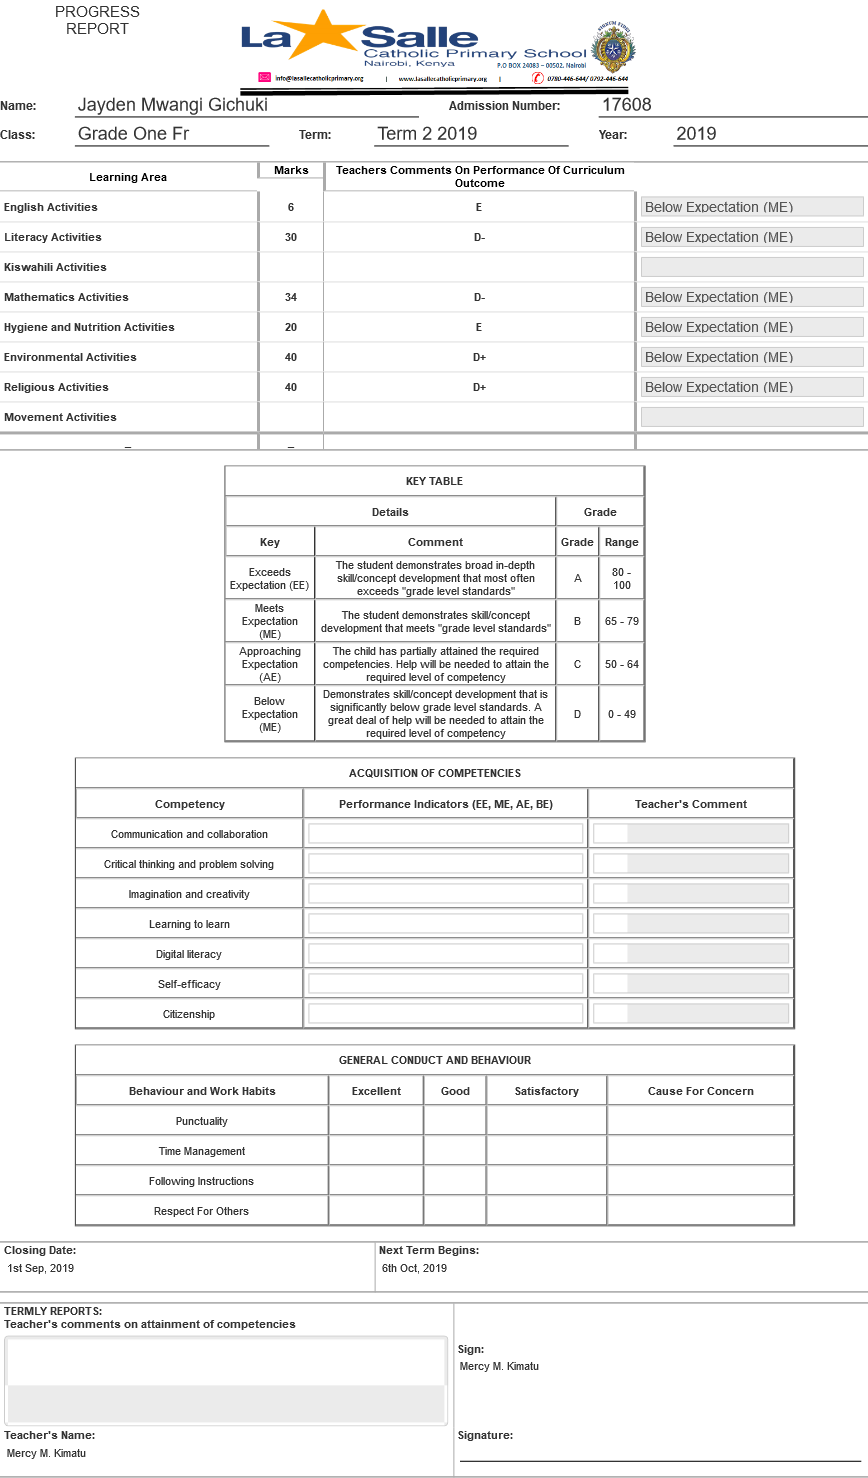 PROGRESS
REPORT
La Salle
Catholic Primary School
Nairobi, Kenya
P.O BOX 24083 – 00502, Nairobi
info@lasallecatholicprimary.org | www.lasallecatholicprimary.org | 0780-446-644/ 0792-446-644
Name: Jayden Mwangi Gichuki Admission Number: 17608
Class: Grade One Fr Term: Term 2 2019 Year: 2019
Learning Area Marks Teachers Comments On Performance Of Curriculum Outcome
English Activities 6 E Below Expectation (ME)
Literacy Activities 30 D- Below Expectation (ME)
Kiswahili Activities
Mathematics Activities 34 D- Below Expectation (ME)
Hygiene and Nutrition Activities 20 E Below Expectation (ME)
Environmental Activities 40 D+ Below Expectation (ME)
Religious Activities 40 D+ Below Expectation (ME)
Movement Activities
_ _
KEY TABLE
Details Grade
Key Comment Grade Range
Exceeds Expectation (EE) The student demonstrates broad in-depth skill/concept development that most often exceeds "grade level standards" A 80 - 100
Meets Expectation (ME) The student demonstrates skill/concept development that meets "grade level standards" B 65 - 79
Approaching Expectation (AE) The child has partially attained the required competencies. Help will be needed to attain the required level of competency C 50 - 64
Below Expectation (ME) Demonstrates skill/concept development that is significantly below grade level standards. A great deal of help will be needed to attain the required level of competency D 0 - 49
ACQUISITION OF COMPETENCIES
Competency Performance Indicators (EE, ME, AE, BE) Teacher's Comment
Communication and collaboration
Critical thinking and problem solving
Imagination and creativity
Learning to learn
Digital literacy
Self-efficacy
Citizenship
GENERAL CONDUCT AND BEHAVIOUR
Behaviour and Work Habits Excellent Good Satisfactory Cause For Concern
Punctuality
Time Management
Following Instructions
Respect For Others
Closing Date: Next Term Begins:
1st Sep, 2019 6th Oct, 2019
TERMLY REPORTS:
Teacher's comments on attainment of competencies
Sign:
Mercy M. Kimatu
Teacher's Name: Signature:
Mercy M. Kimatu